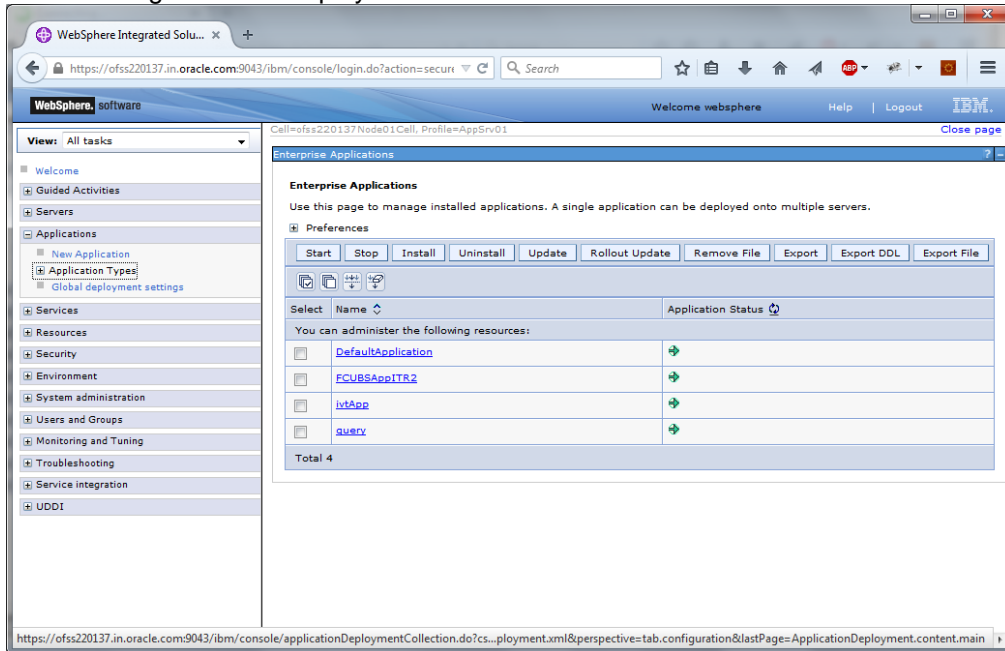 WebSphere Integrated Solu... × +
https://ofss220137.in.oracle.com:9043/ibm/console/login.do?action=secure Search ABP
WebSphere. software Welcome websphere Help | Logout IBM.
View: All tasks
Cell=ofss220137Node01Cell, Profile=AppSrv01 Close page
Welcome
Guided Activities
Servers
Applications
New Application
Application Types
Global deployment settings
Services
Resources
Security
Environment
System administration
Users and Groups
Monitoring and Tuning
Troubleshooting
Service integration
UDDI
Enterprise Applications ? -
Enterprise Applications
Use this page to manage installed applications. A single application can be deployed onto multiple servers.
Preferences
Start Stop Install Uninstall Update Rollout Update Remove File Export Export DDL Export File
Select Name Application Status
You can administer the following resources:
DefaultApplication
FCUBSAppITR2
ivtApp
query
Total 4
https://ofss220137.in.oracle.com:9043/ibm/console/applicationDeploymentCollection.do?cs...ployment.xml&perspective=tab.configuration&lastPage=ApplicationDeployment.content.main